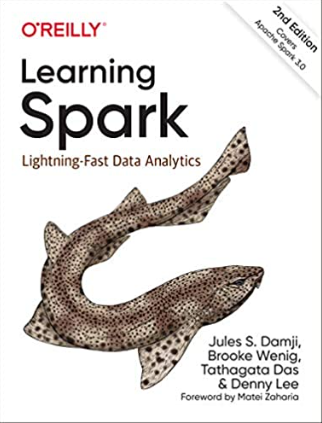 O'REILLY®
2nd Edition
Covers
Apache Spark 3.0
Learning
Spark
Lightning-Fast Data Analytics
Jules S. Damji,
Brooke Wenig,
Tathagata Das
& Denny Lee
Foreword by Matei Zaharia